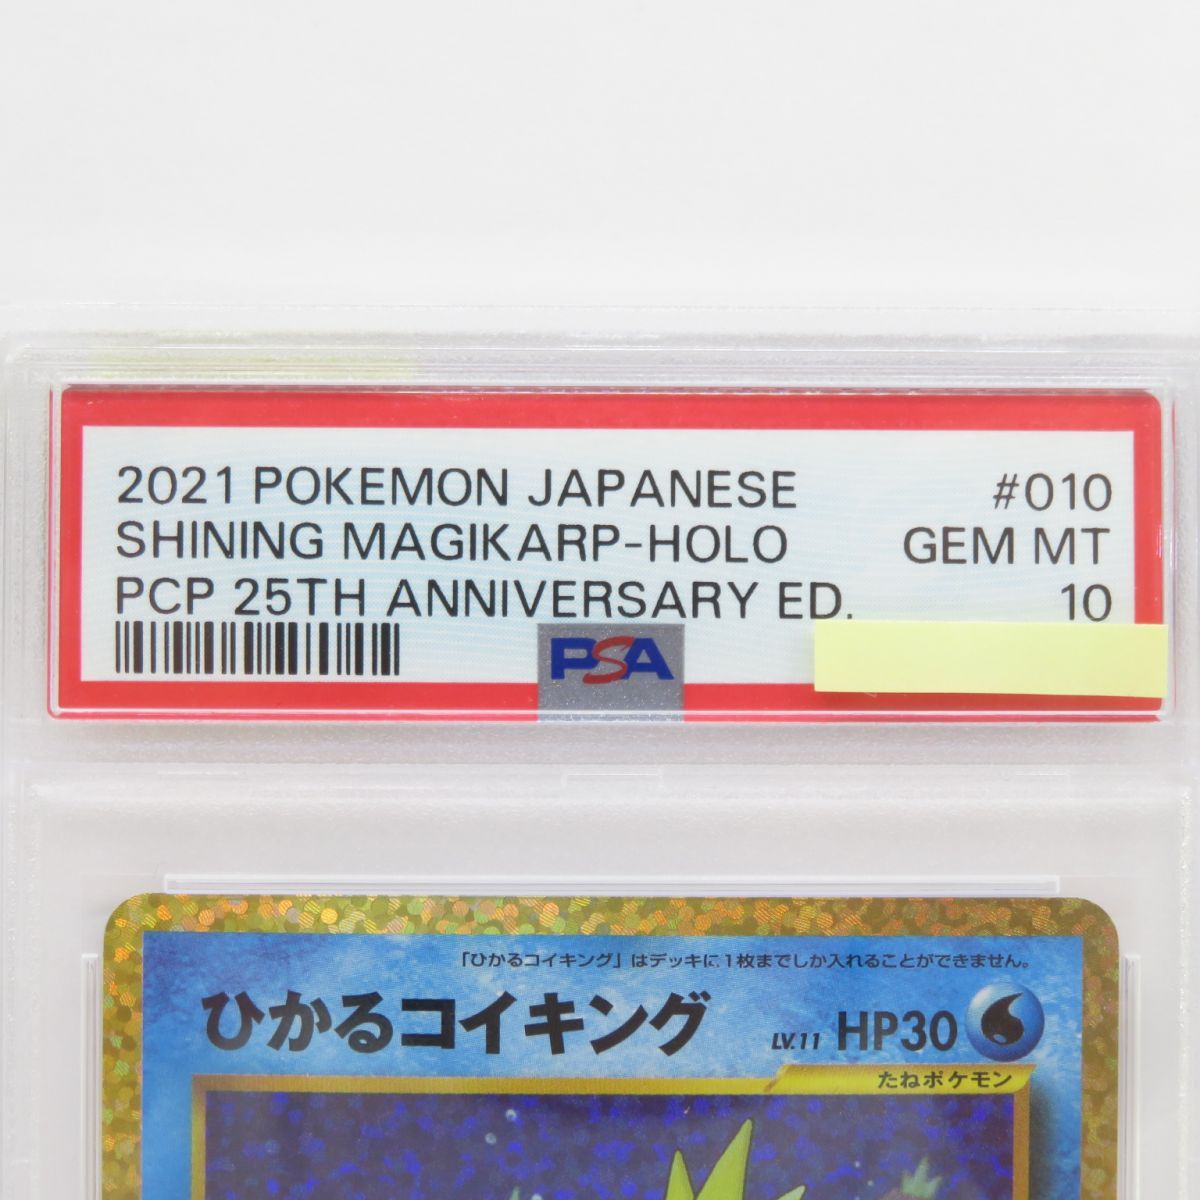 2021 POKEMON JAPANESE #010
SHINING MAGIKARP-HOLO GEM MT
PCP 25TH ANNIVERSARY ED. 10
PSA
「ひかるコイキング」はデッキに1枚までしか入れることができません。
ひかるコイキング LV.11 HP30
たねポケモン